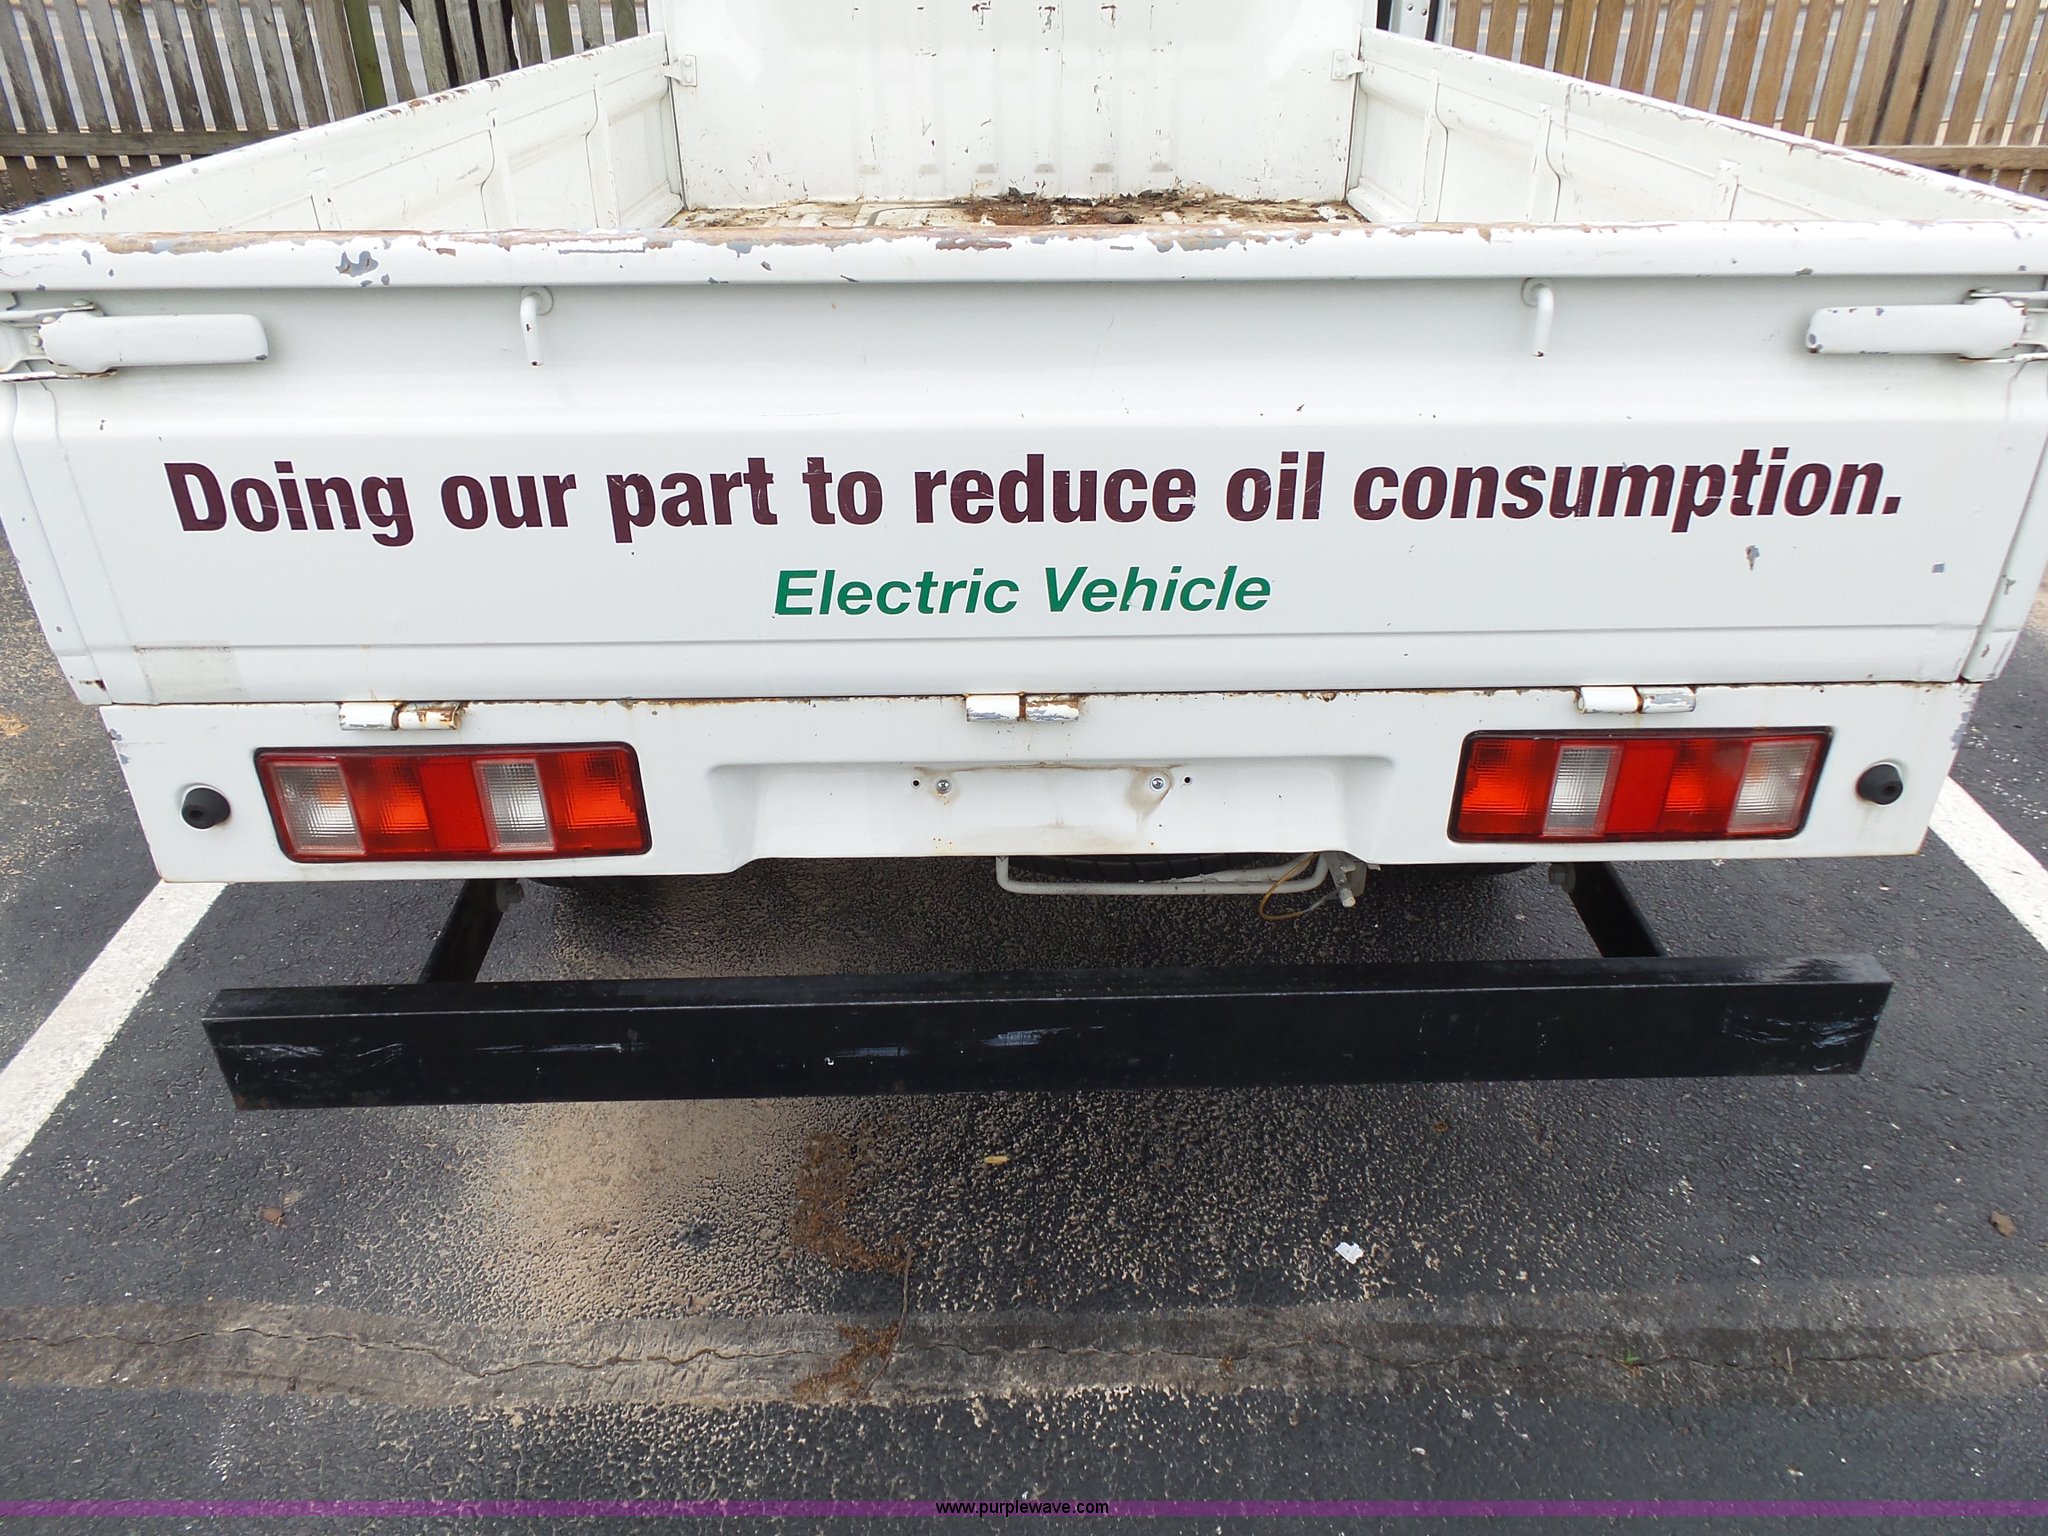 Doing our part to reduce oil consumption.
Electric Vehicle
www.purplewave.com